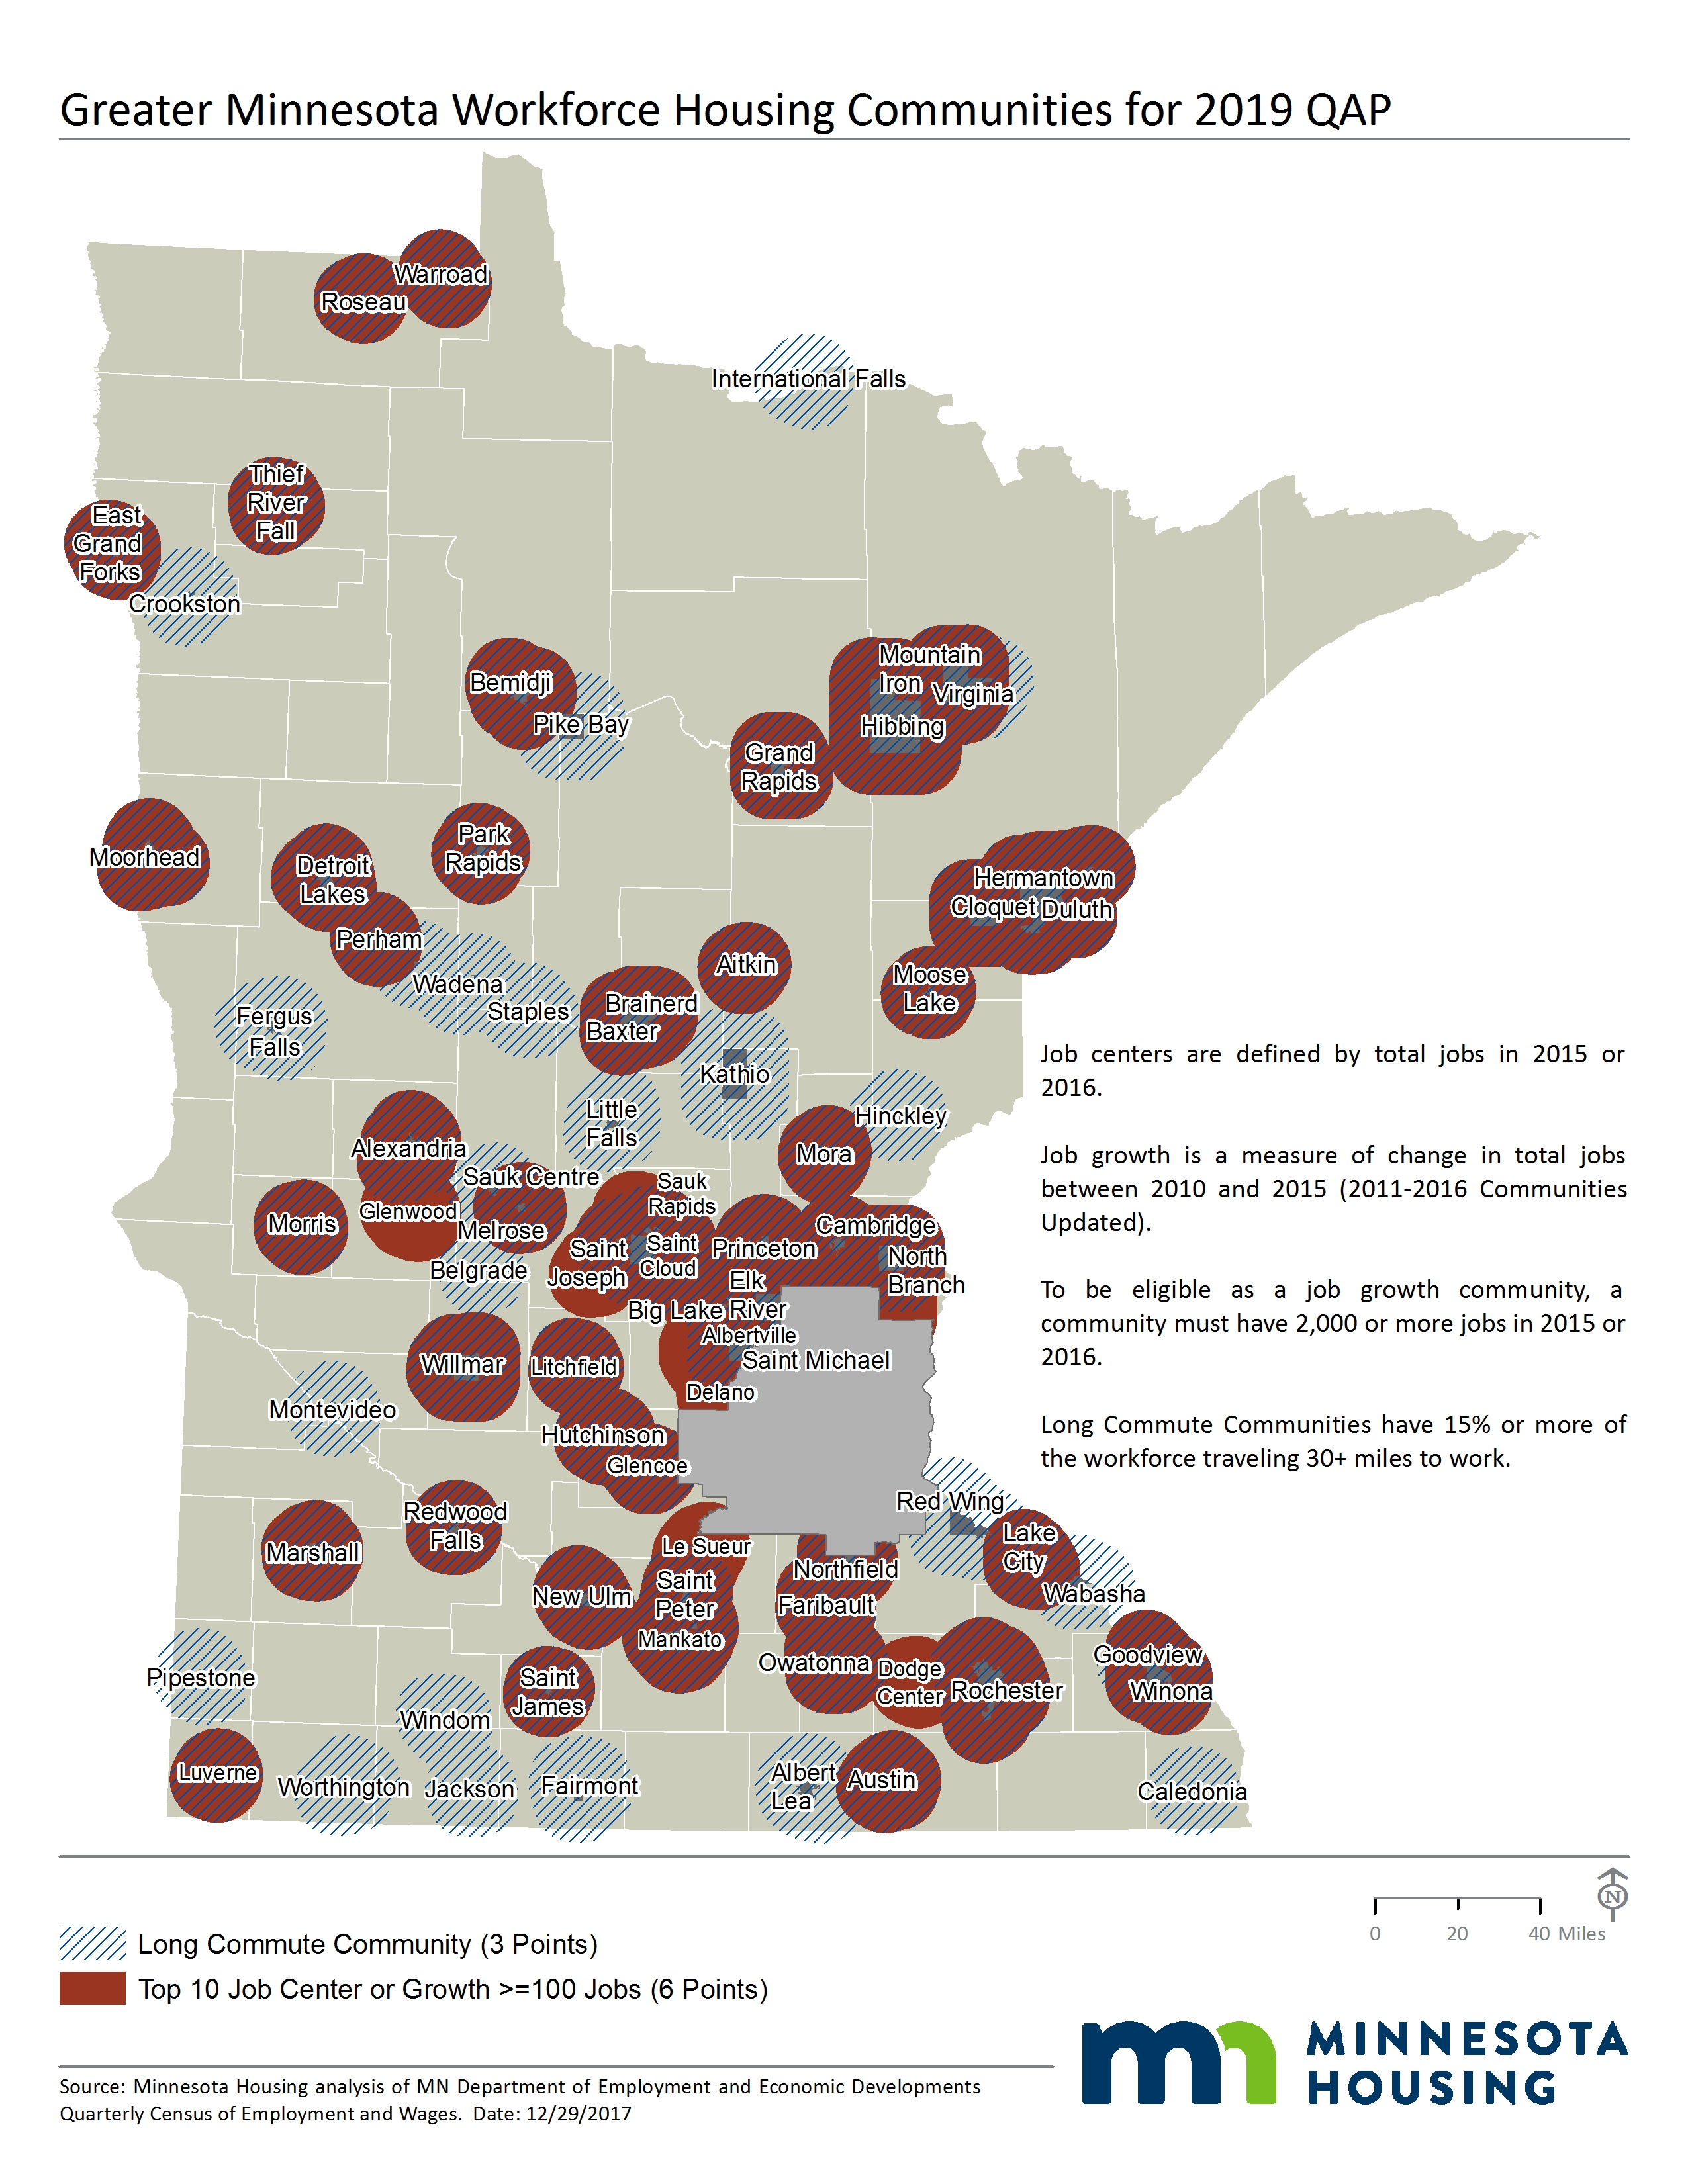 Greater Minnesota Workforce Housing Communities for 2019 QAP
Warroad
Roseau
International Falls
Thief
River
Fall
East
Grand
Forks
Crookston
Mountain
Iron
Virginia
Hibbing
Bemidji
Pike Bay
Grand
Rapids
Moorhead
Detroit
Lakes
Park
Rapids
Perham
Hermantown
Cloquet
Duluth
Wadena
Staples
Aitkin
Moose
Lake
Brainerd
Baxter
Fergus
Falls
Kathio
Little
Falls
Hinckley
Mora
Alexandria
Sauk Centre
Glenwood
Melrose
Morris
Belgrade
Sauk
Rapids
Saint
Joseph
Saint
Cloud
Princeton
Cambridge
North
Branch
Elk
River
Big Lake
Albertville
Saint Michael
Delano
Willmar
Litchfield
Montevideo
Hutchinson
Glencoe
Redwood
Falls
Marshall
Red Wing
Lake
City
Wabasha
Le Sueur
Saint
Peter
Mankato
New Ulm
Northfield
Faribault
Owatonna
Dodge
Center
Rochester
Goodview
Winona
Pipestone
Saint
James
Windom
Luverne
Worthington
Jackson
Fairmont
Albert
Lea
Austin
Caledonia
Job centers are defined by total jobs in 2015 or
2016.
Job growth is a measure of change in total jobs
between 2010 and 2015 (2011-2016 Communities
Updated).
To be eligible as a job growth community, a
community must have 2,000 or more jobs in 2015 or
2016.
Long Commute Communities have 15% or more of
the workforce traveling 30+ miles to work.
N
0 20 40 Miles
Long Commute Community (3 Points)
Top 10 Job Center or Growth >=100 Jobs (6 Points)
Source: Minnesota Housing analysis of MN Department of Employment and Economic Developments
Quarterly Census of Employment and Wages. Date: 12/29/2017
mn
MINNESOTA
HOUSING